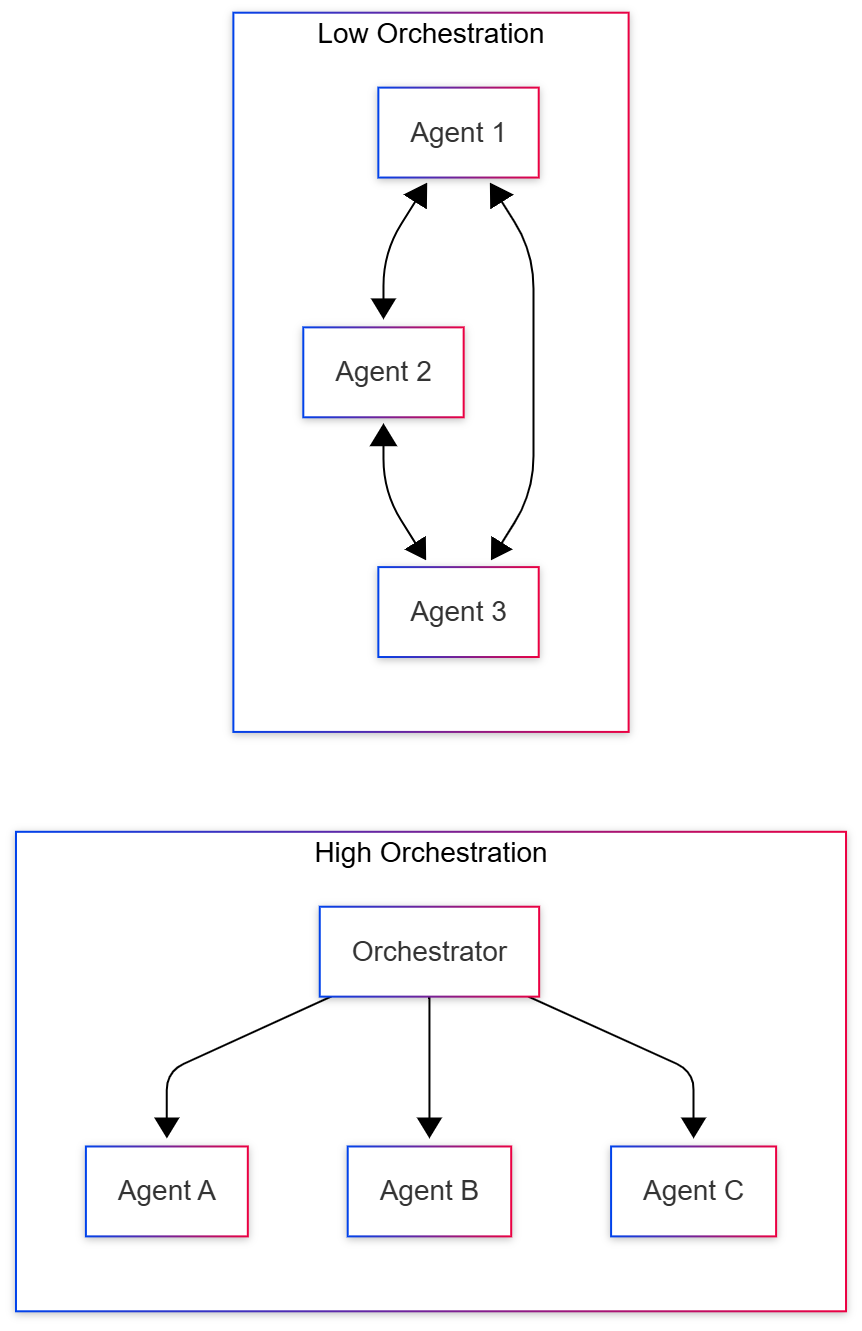 Low Orchestration
Agent 1
Agent 2
Agent 3
High Orchestration
Orchestrator
Agent A
Agent B
Agent C